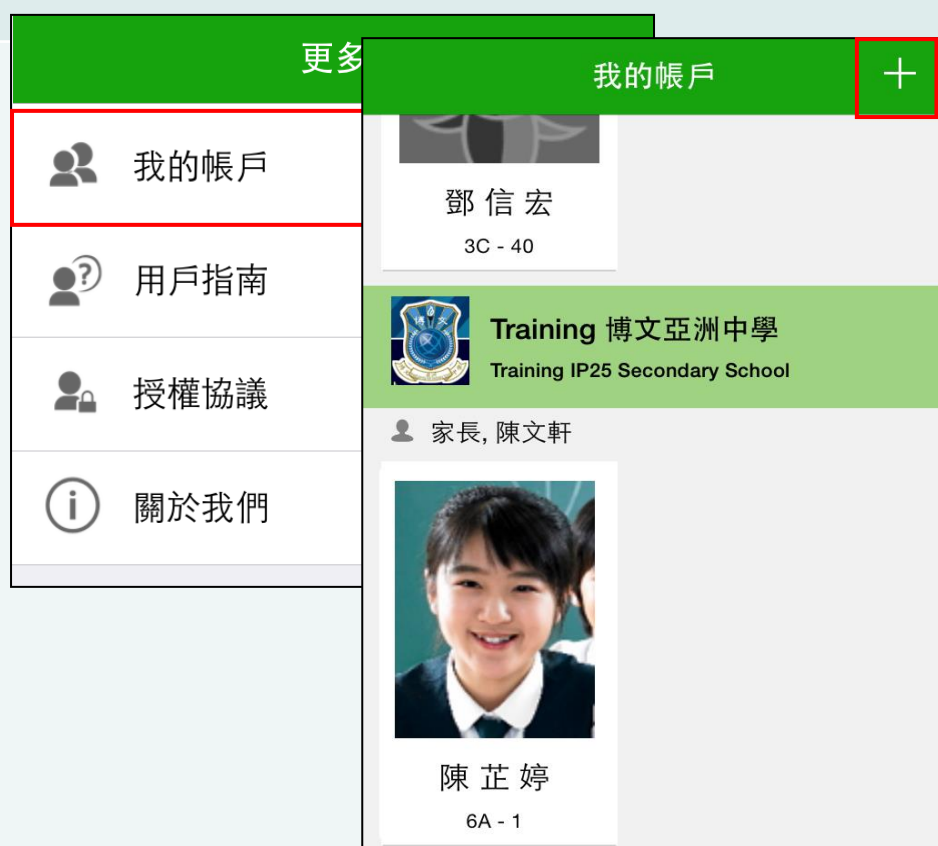 更多
我的帳戶
用戶指南
授權協議
關於我們
我的帳戶
鄧信宏
3C - 40
Training 博文亞洲中學
Training IP25 Secondary School
家長, 陳文軒
陳芷婷
6A - 1